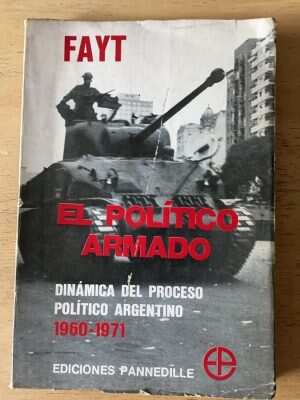 FAYT
EL POLÍTICO
ARMADO
DINÁMICA DEL PROCESO
POLÍTICO ARGENTINO
1960-1971
EDICIONES PANNEDILLE